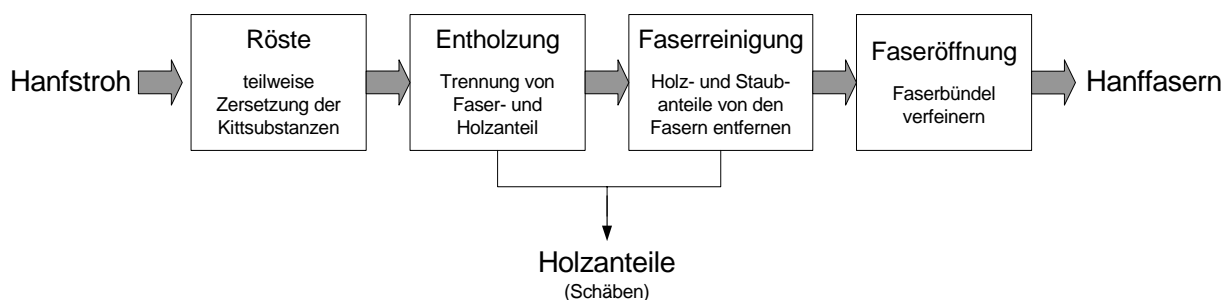 Hanfstroh
Röste
teilweise
Zersetzung der
Kittsubstanzen
Entholzung
Trennung von
Faser- und
Holzanteil
Faserreinigung
Holz- und Staub-
anteile von den
Fasern entfernen
Faseröffnung
Faserbündel
verfeinern
Hanffasern
Holzanteile
(Schäben)